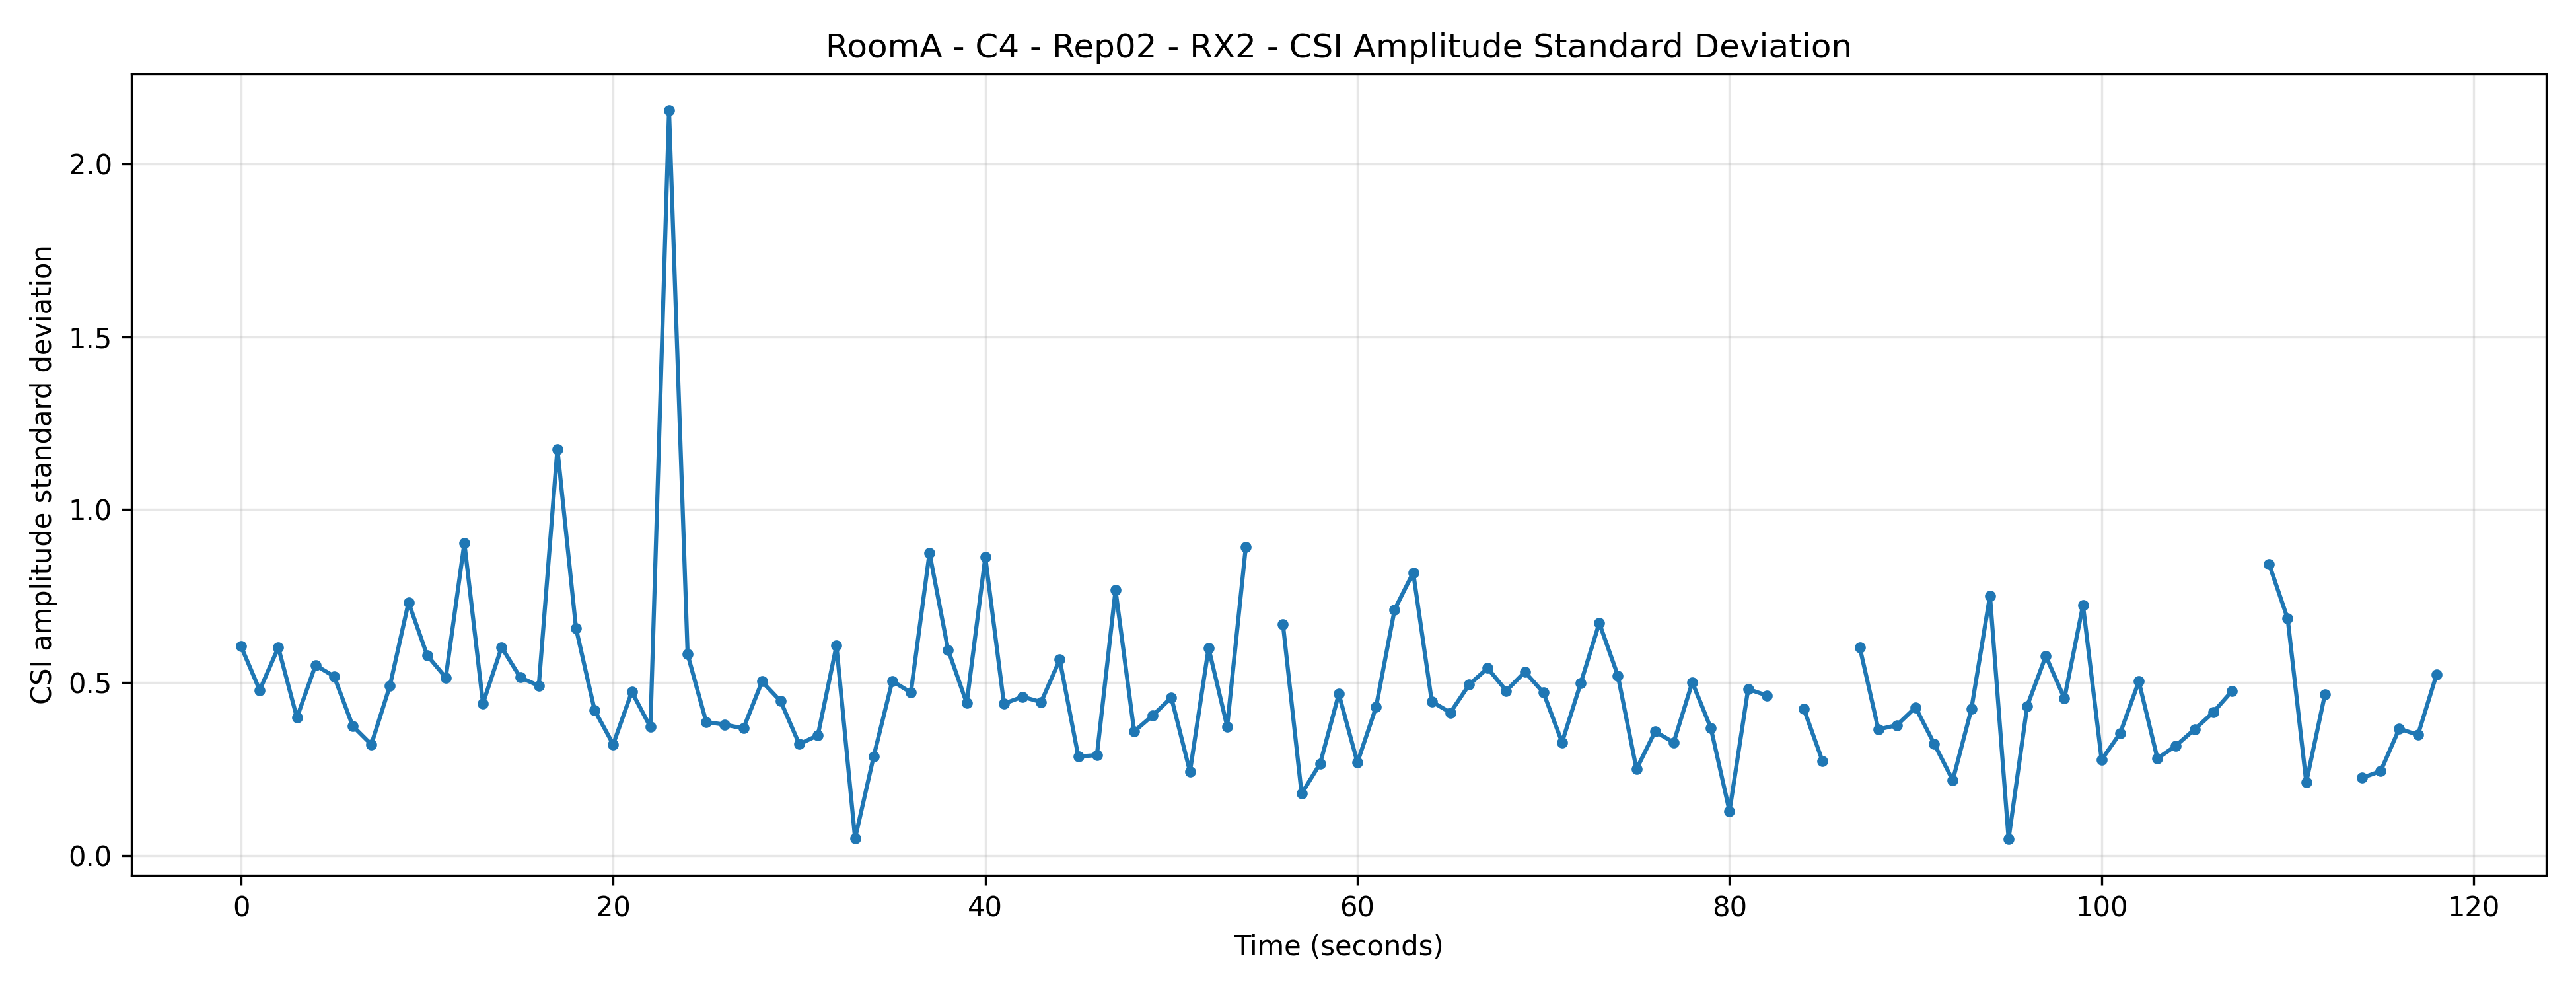 RoomA - C4 - Rep02 - RX2 - CSI Amplitude Standard Deviation
CSI amplitude standard deviation
2.0
1.5
1.0
0.5
0.0
0 20 40 60 80 100 120
Time (seconds)